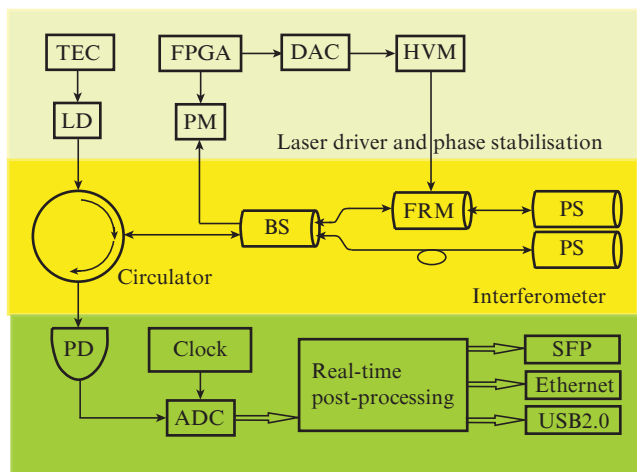 TEC
FPGA
DAC
HVM
LD
PM
Laser driver and phase stabilisation
BS
FRM
PS
PS
Circulator
Interferometer
PD
Clock
ADC
Real-time
post-processing
SFP
Ethernet
USB2.0